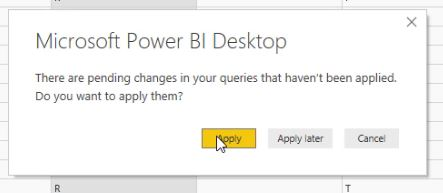 Microsoft Power BI Desktop
There are pending changes in your queries that haven't been applied.
Do you want to apply them?
Apply Apply later Cancel
R T